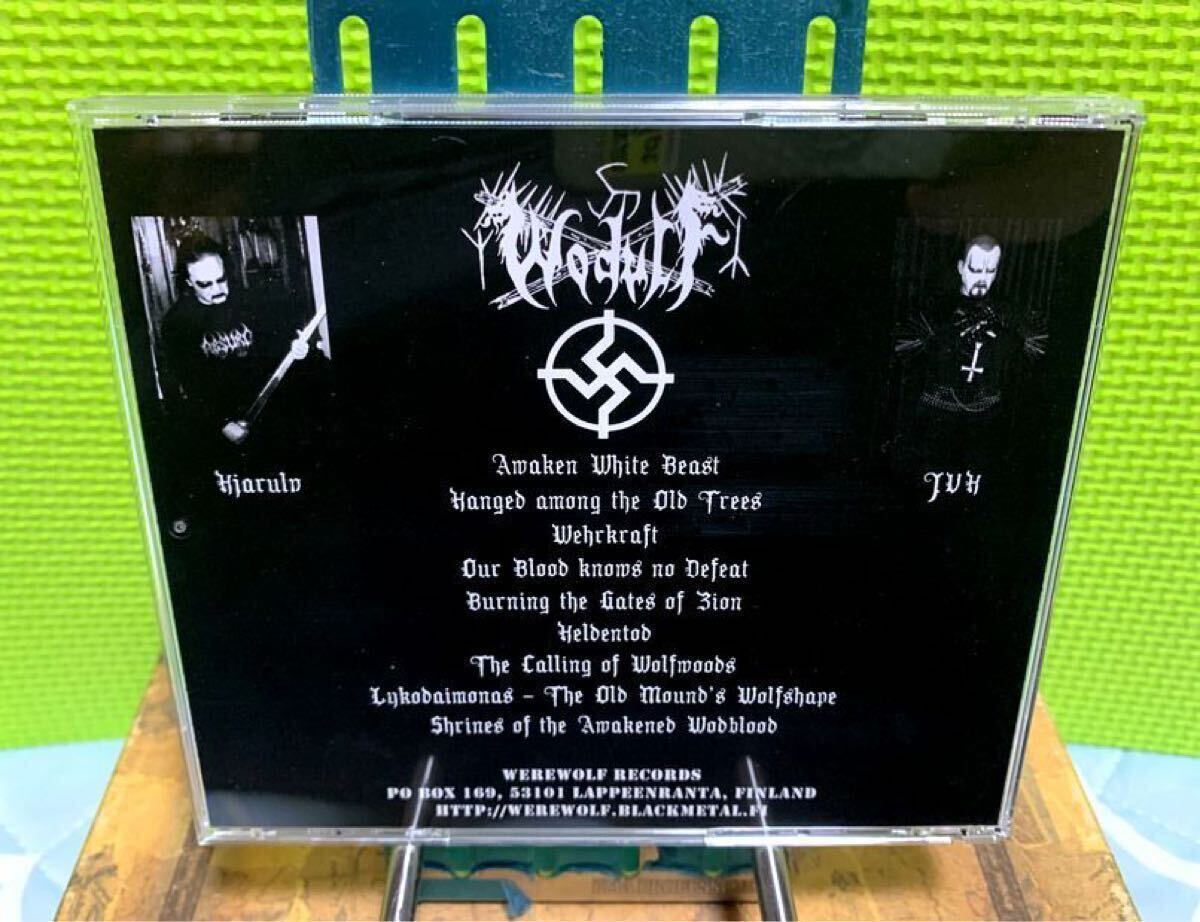 Wodulf
ABSURD
Hjarulv
JVH
Awaken White Beast
Hanged among the Old Trees
Wehrkraft
Our Blood knows no Defeat
Burning the Gates of Zion
Heldentod
The Calling of Wolfwoods
Lykodaimonas - The Old Mound's Wolfshape
Shrines of the Awakened Wodblood
WEREWOLF RECORDS
PO BOX 169, 53101 LAPPEENRANTA, FINLAND
HTTP://WEREWOLF.BLACKMETAL.FI